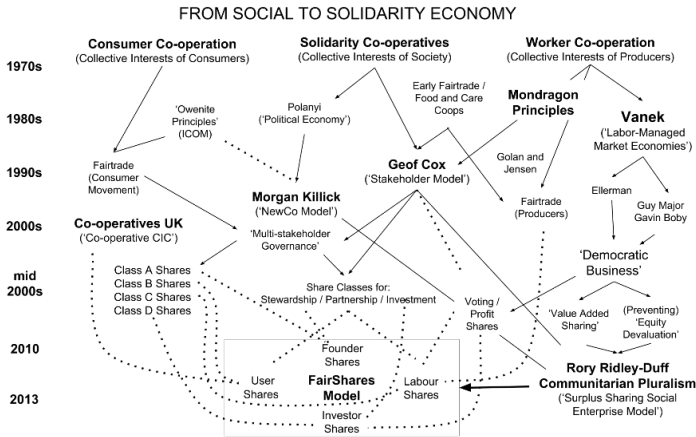 FROM SOCIAL TO SOLIDARITY ECONOMY
Consumer Co-operation
(Collective Interests of Consumers)
Solidarity Co-operatives
(Collective Interests of Society)
Worker Co-operation
(Collective Interests of Producers)
1970s
Early Fairtrade /
Food and Care
Coops
Mondragon
Principles
'Owenite
Principles'
(ICOM)
Polanyi
('Political Economy')
1980s
Vanek
('Labor-Managed
Market Economies')
Fairtrade
(Consumer
Movement)
Geof Cox
('Stakeholder Model')
Golan and
Jensen
1990s
Morgan Killick
('NewCo Model')
Fairtrade
(Producers)
Ellerman
Guy Major
Gavin Boby
Co-operatives UK
('Co-operative CIC')
2000s
'Multi-stakeholder
Governance'
'Democratic
Business'
mid
2000s
Class A Shares
Class B Shares
Class C Shares
Class D Shares
Share Classes for:
Stewardship / Partnership / Investment
Voting /
Profit
Shares
'Value Added
Sharing'
(Preventing)
'Equity
Devaluation'
2010
Founder
Shares
User
Shares
FairShares
Model
Labour
Shares
Rory Ridley-Duff
Communitarian Pluralism
('Surplus Sharing Social
Enterprise Model')
2013
Investor
Shares